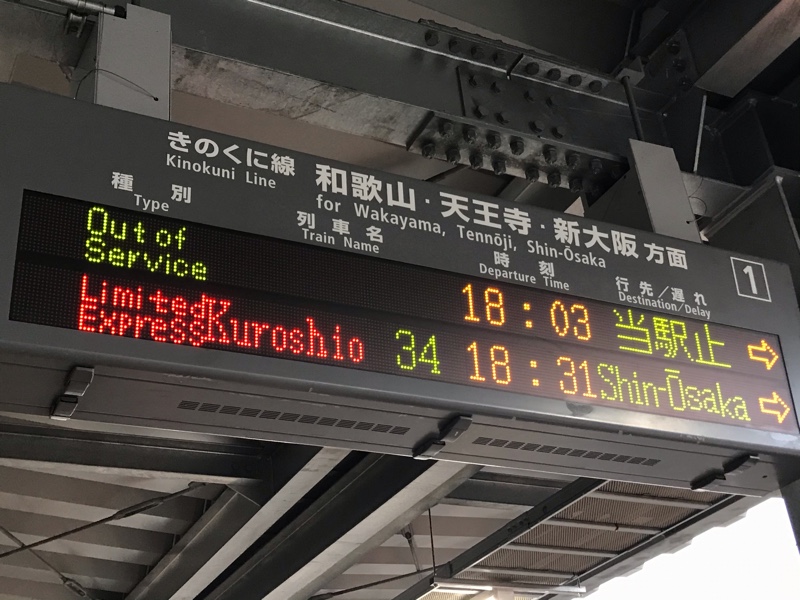 きのくに線 和歌山・天王寺・新大阪 方面
Kinokuni Line for Wakayama, Tennōji, Shin-Ōsaka
種別 列車名 時刻 行先／遅れ
Type Train Name Departure Time Destination/Delay
1
Out of Service 18:03 当駅止
Limited Express Kuroshio 34 18:31 Shin-Ōsaka